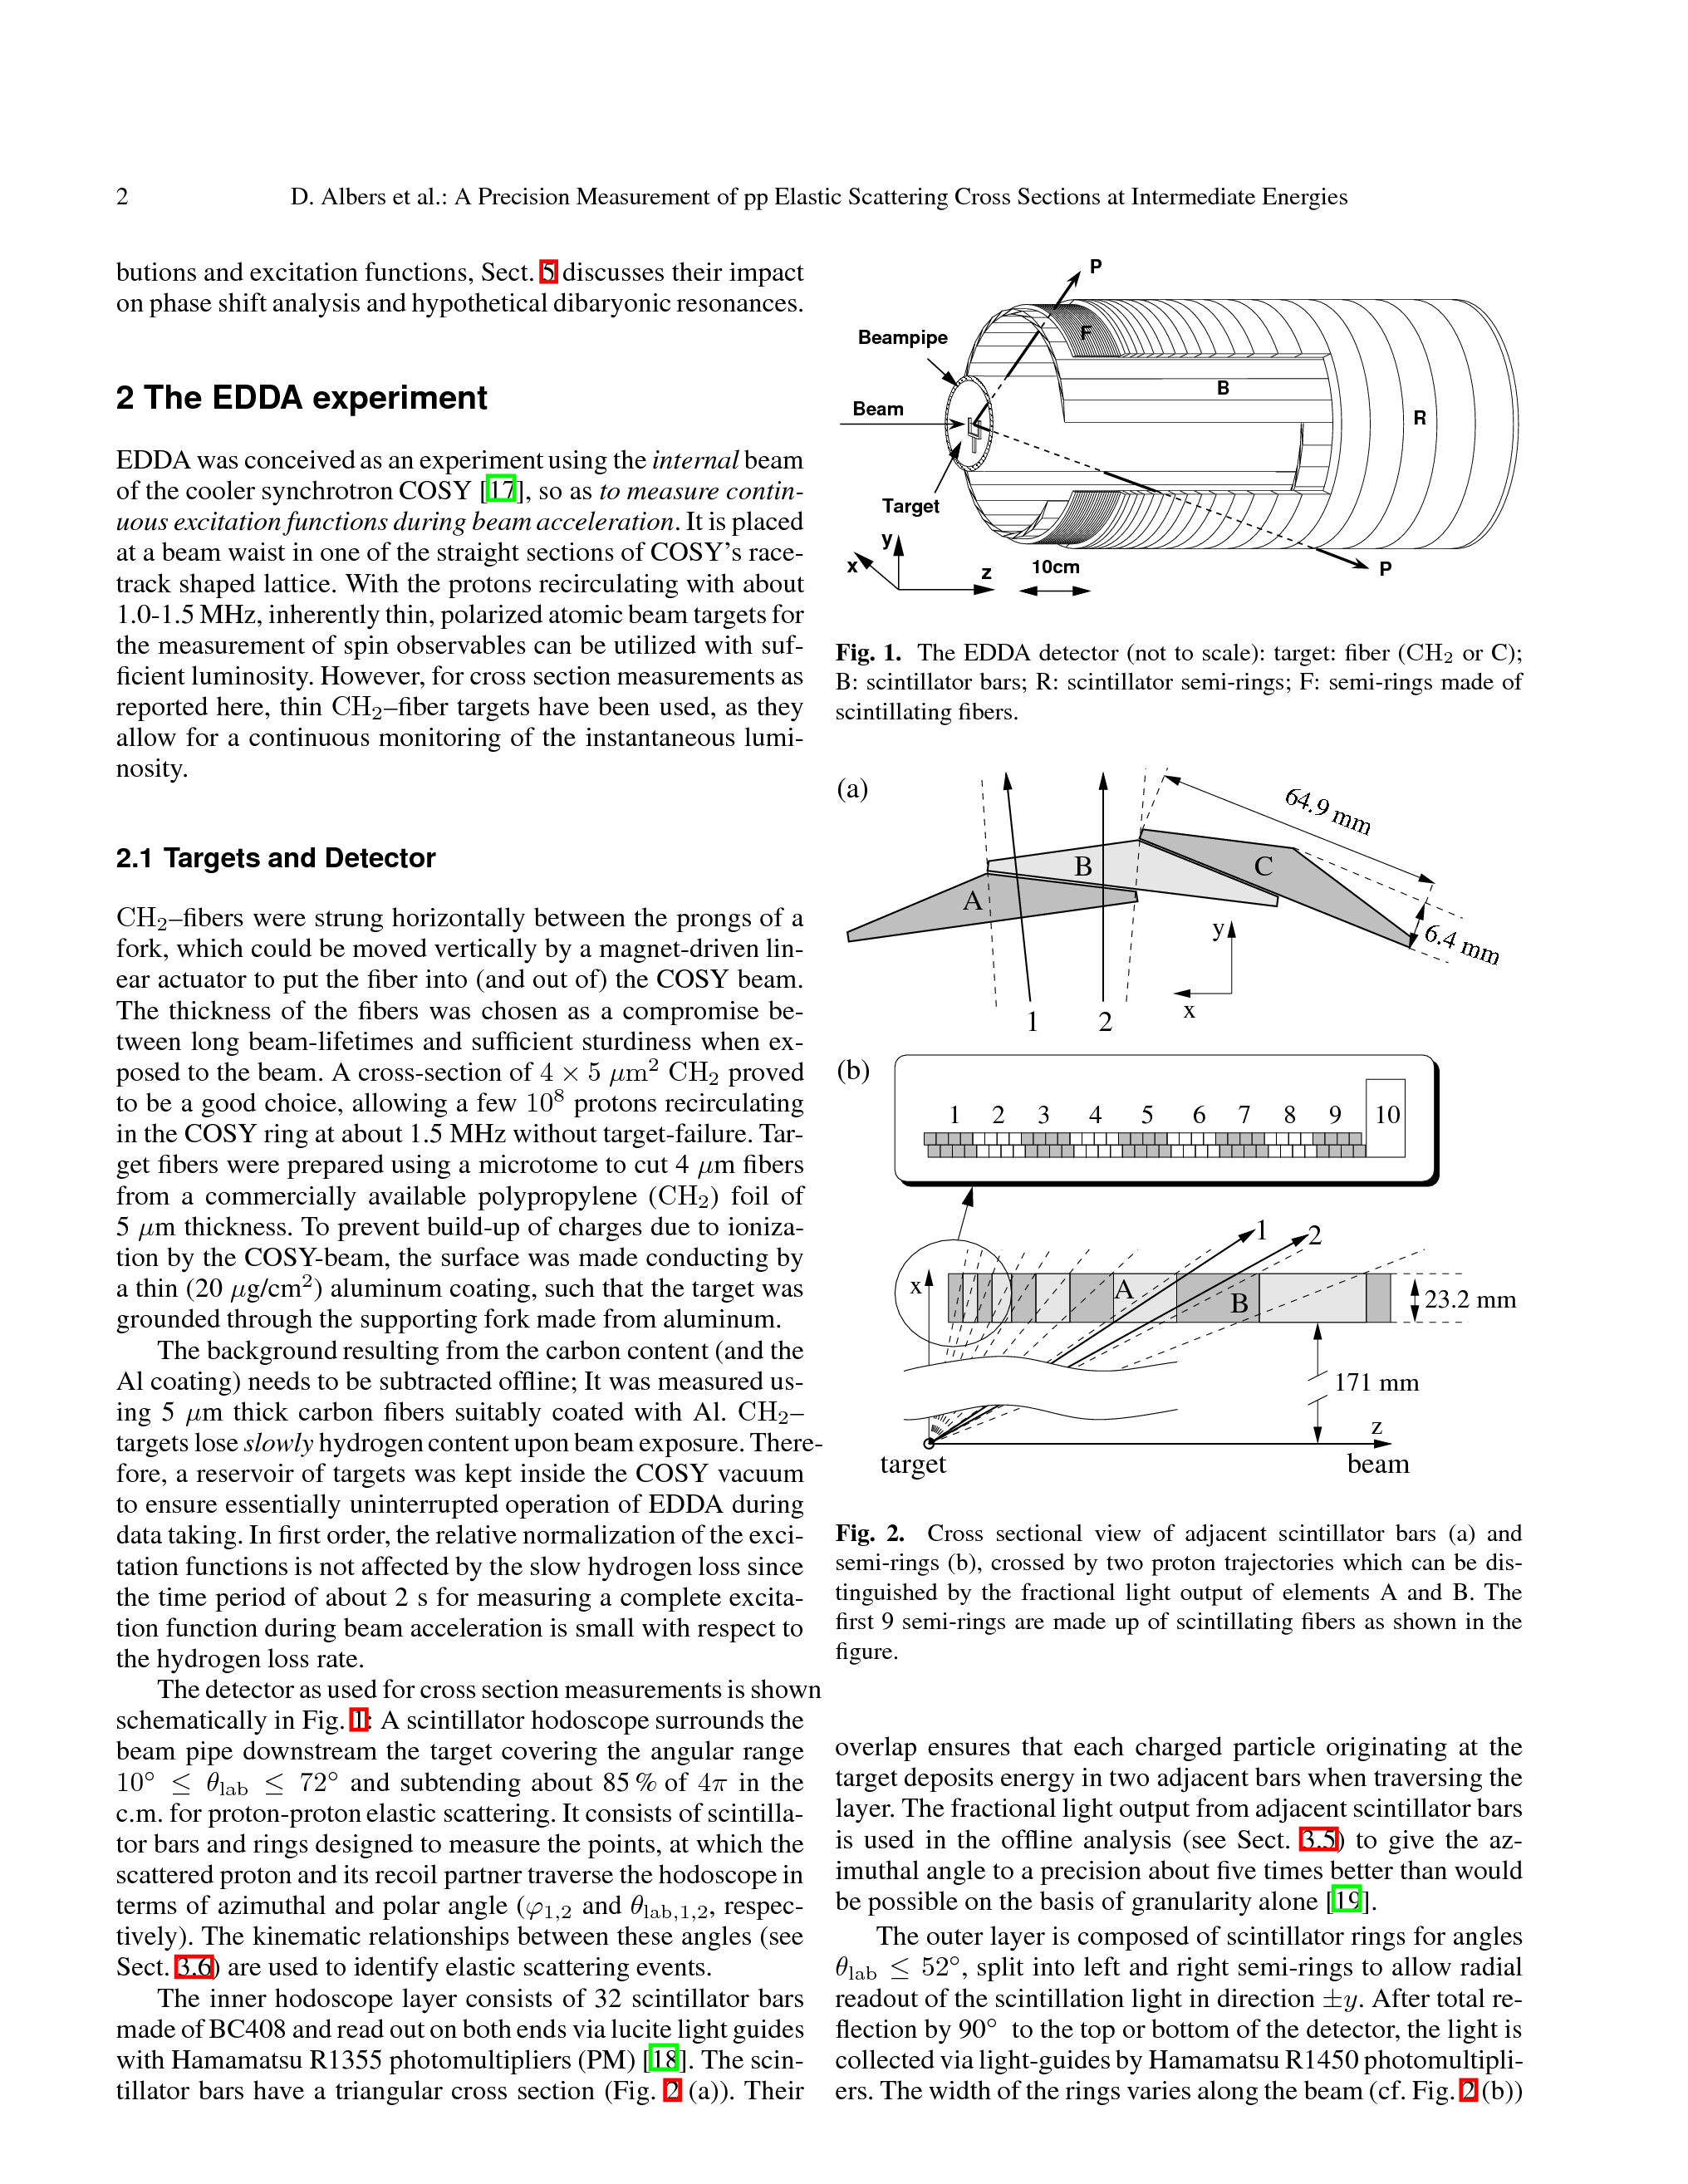 2 D. Albers et al.: A Precision Measurement of pp Elastic Scattering Cross Sections at Intermediate Energies
butions and excitation functions, Sect. 5 discusses their impact
on phase shift analysis and hypothetical dibaryonic resonances.
2 The EDDA experiment
EDDA was conceived as an experiment using the internal beam
of the cooler synchrotron COSY [17], so as to measure contin-
uous excitation functions during beam acceleration. It is placed
at a beam waist in one of the straight sections of COSY's race-
track shaped lattice. With the protons recirculating with about
1.0-1.5 MHz, inherently thin, polarized atomic beam targets for
the measurement of spin observables can be utilized with suf-
ficient luminosity. However, for cross section measurements as
reported here, thin CH₂–fiber targets have been used, as they
allow for a continuous monitoring of the instantaneous lumi-
nosity.
2.1 Targets and Detector
CH₂–fibers were strung horizontally between the prongs of a
fork, which could be moved vertically by a magnet-driven lin-
ear actuator to put the fiber into (and out of) the COSY beam.
The thickness of the fibers was chosen as a compromise be-
tween long beam-lifetimes and sufficient sturdiness when ex-
posed to the beam. A cross-section of 4 × 5 μm² CH₂ proved
to be a good choice, allowing a few 10⁸ protons recirculating
in the COSY ring at about 1.5 MHz without target-failure. Tar-
get fibers were prepared using a microtome to cut 4 μm fibers
from a commercially available polypropylene (CH₂) foil of
5 μm thickness. To prevent build-up of charges due to ioniza-
tion by the COSY-beam, the surface was made conducting by
a thin (20 μg/cm²) aluminum coating, such that the target was
grounded through the supporting fork made from aluminum.
The background resulting from the carbon content (and the
Al coating) needs to be subtracted offline; It was measured us-
ing 5 μm thick carbon fibers suitably coated with Al. CH₂–
targets lose slowly hydrogen content upon beam exposure. There-
fore, a reservoir of targets was kept inside the COSY vacuum
to ensure essentially uninterrupted operation of EDDA during
data taking. In first order, the relative normalization of the exci-
tation functions is not affected by the slow hydrogen loss since
the time period of about 2 s for measuring a complete excita-
tion function during beam acceleration is small with respect to
the hydrogen loss rate.
The detector as used for cross section measurements is shown
schematically in Fig. 1: A scintillator hodoscope surrounds the
beam pipe downstream the target covering the angular range
10° ≤ θlab ≤ 72° and subtending about 85 % of 4π in the
c.m. for proton-proton elastic scattering. It consists of scintilla-
tor bars and rings designed to measure the points, at which the
scattered proton and its recoil partner traverse the hodoscope in
terms of azimuthal and polar angle (φ1,2 and θlab,1,2, respec-
tively). The kinematic relationships between these angles (see
Sect. 3.6) are used to identify elastic scattering events.
The inner hodoscope layer consists of 32 scintillator bars
made of BC408 and read out on both ends via lucite light guides
with Hamamatsu R1355 photomultipliers (PM) [18]. The scin-
tillator bars have a triangular cross section (Fig. 2 (a)). Their
P
F
Beampipe
B
Beam
R
Target
y
x
z
10cm
P
Fig. 1. The EDDA detector (not to scale): target: fiber (CH₂ or C);
B: scintillator bars; R: scintillator semi-rings; F: semi-rings made of
scintillating fibers.
(a)
64.9 mm
B
C
A
y
6.4 mm
x
1 2
(b)
1 2 3 4 5 6 7 8 9 10
1 2
x
A
B
23.2 mm
171 mm
z
target
beam
Fig. 2. Cross sectional view of adjacent scintillator bars (a) and
semi-rings (b), crossed by two proton trajectories which can be dis-
tinguished by the fractional light output of elements A and B. The
first 9 semi-rings are made up of scintillating fibers as shown in the
figure.
overlap ensures that each charged particle originating at the
target deposits energy in two adjacent bars when traversing the
layer. The fractional light output from adjacent scintillator bars
is used in the offline analysis (see Sect. 3.5) to give the az-
imuthal angle to a precision about five times better than would
be possible on the basis of granularity alone [19].
The outer layer is composed of scintillator rings for angles
θlab ≤ 52°, split into left and right semi-rings to allow radial
readout of the scintillation light in direction ±y. After total re-
flection by 90° to the top or bottom of the detector, the light is
collected via light-guides by Hamamatsu R1450 photomultipli-
ers. The width of the rings varies along the beam (cf. Fig. 2 (b))